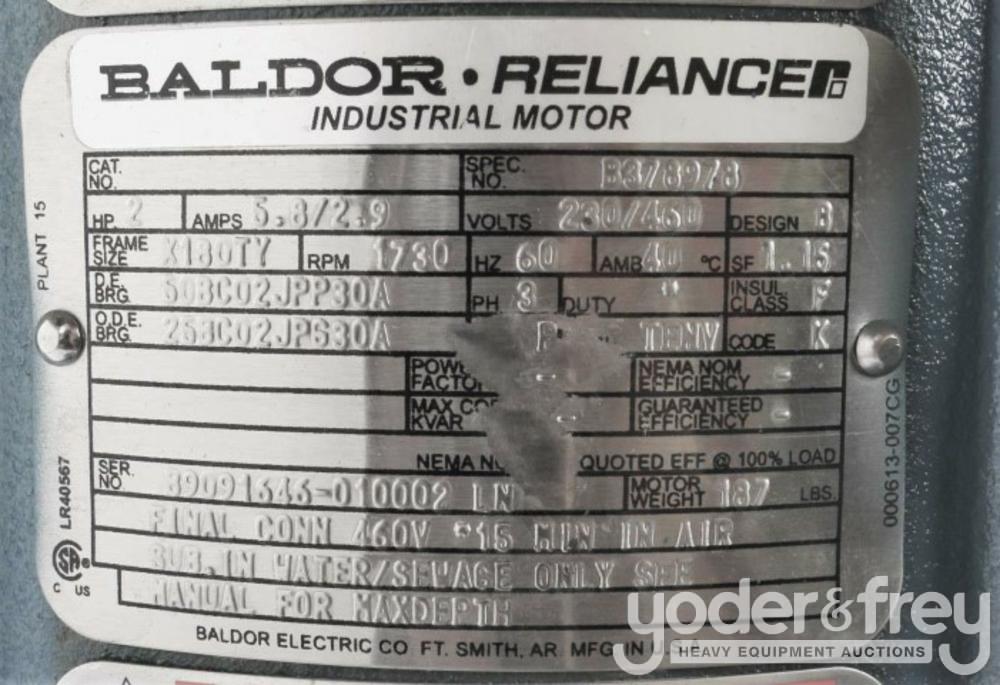 BALDOR • RELIANCE
INDUSTRIAL MOTOR
CAT. NO. SPEC. NO. B378978
HP 2 AMPS 5.8/2.9 VOLTS 230/460 DESIGN B
FRAME SIZE X180TY RPM 1730 HZ 60 AMB 40 °C SF 1.15
D.E. BRG. 50BC02JPP30A PH 3 DUTY * INSUL CLASS F
O.D.E. BRG. 25BC02JPS30A TENV CODE K
NEMA NOM EFFICIENCY -
FACTOR -
MAX KVAR - GUARANTEED EFFICIENCY -
NEMA QUOTED EFF @ 100% LOAD
SER. NO 39091646-010002 LN MOTOR WEIGHT 187 LBS.
FINAL CONN 460V *15 MIN IN AIR
SUB. IN WATER/SEWAGE ONLY SEE
MANUAL FOR MAXDEPTH
BALDOR ELECTRIC CO FT. SMITH, AR MFG. IN U.S.A.
PLANT 15
LR40567
C US
000613-007CG
yoder&frey
HEAVY EQUIPMENT AUCTIONS